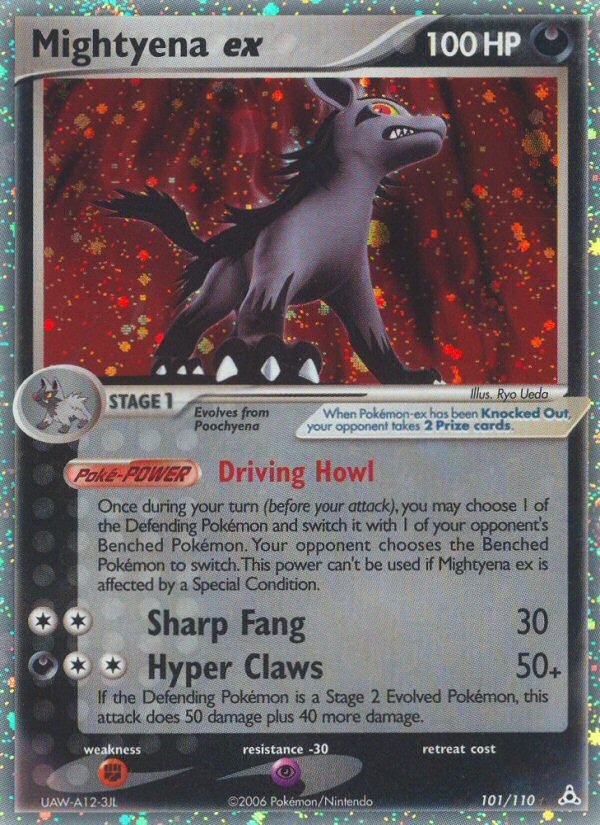 Mightyena ex 100 HP
Illus. Ryo Ueda
STAGE 1
Evolves from
Poochyena
When Pokémon-ex has been Knocked Out,
your opponent takes 2 Prize cards.
Poké-POWER Driving Howl
Once during your turn (before your attack), you may choose 1 of
the Defending Pokémon and switch it with 1 of your opponent's
Benched Pokémon. Your opponent chooses the Benched
Pokémon to switch. This power can't be used if Mightyena ex is
affected by a Special Condition.
Sharp Fang 30
Hyper Claws 50+
If the Defending Pokémon is a Stage 2 Evolved Pokémon, this
attack does 50 damage plus 40 more damage.
weakness resistance -30 retreat cost
UAW-A12-3JL ©2006 Pokémon/Nintendo 101/110